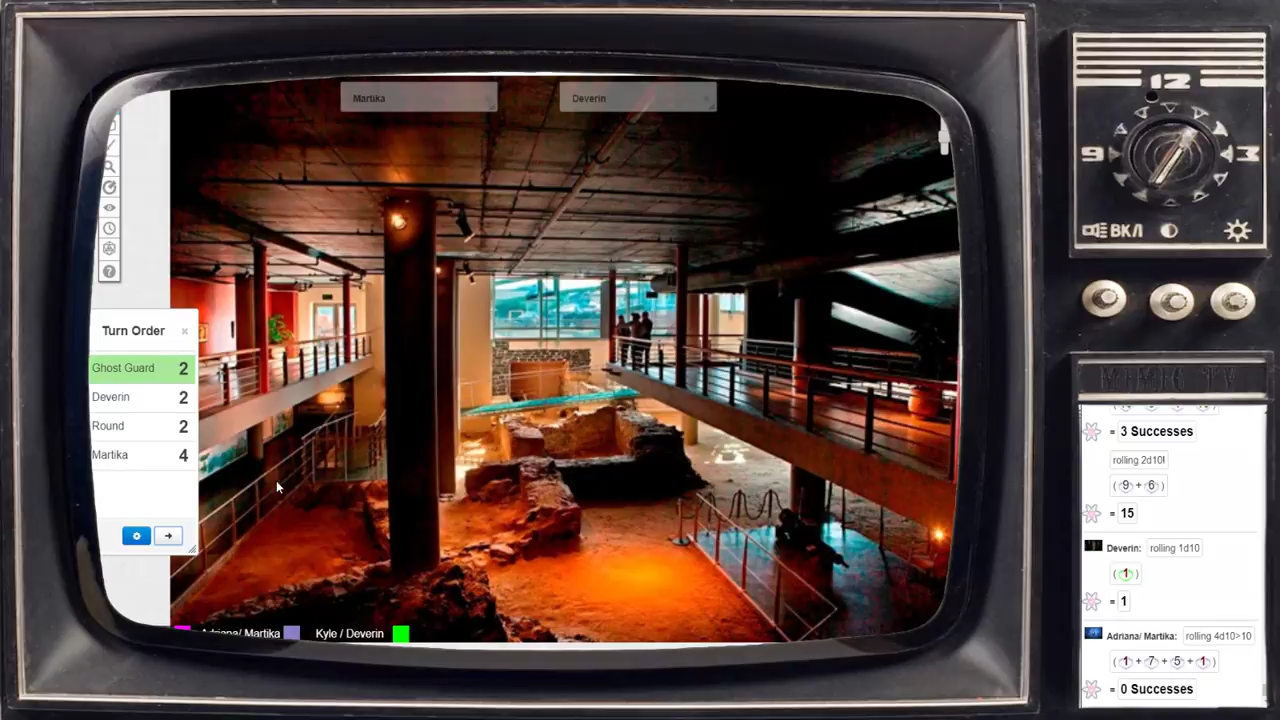 Martika
Deverin
Turn Order ×
Ghost Guard 2
Deverin 2
Round 2
Martika 4
Adriana/ Martika
Kyle / Deverin
12
9
3
ВКЛ
= 3 Successes
rolling 2d10!
(9 + 6)
= 15
Deverin: rolling 1d10
(1)
= 1
Adriana/ Martika: rolling 4d10>10
(1 + 7 + 5 + 1)
= 0 Successes